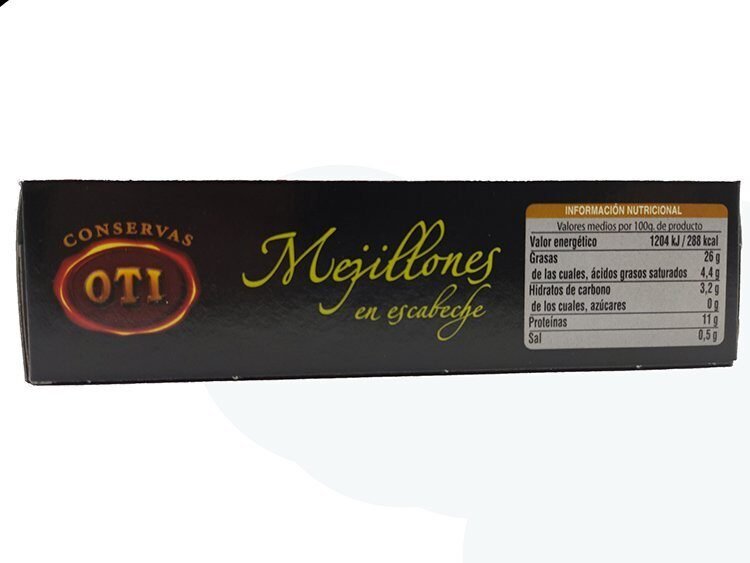 CONSERVAS
OTI
Mejillones
en escabeche
INFORMACIÓN NUTRICIONAL
Valores medios por 100g. de producto
Valor energético 1204 kJ / 288 kcal
Grasas 26 g
de las cuales, ácidos grasos saturados 4,4 g
Hidratos de carbono 3,2 g
de los cuales, azúcares 0 g
Proteínas 11 g
Sal 0,5 g